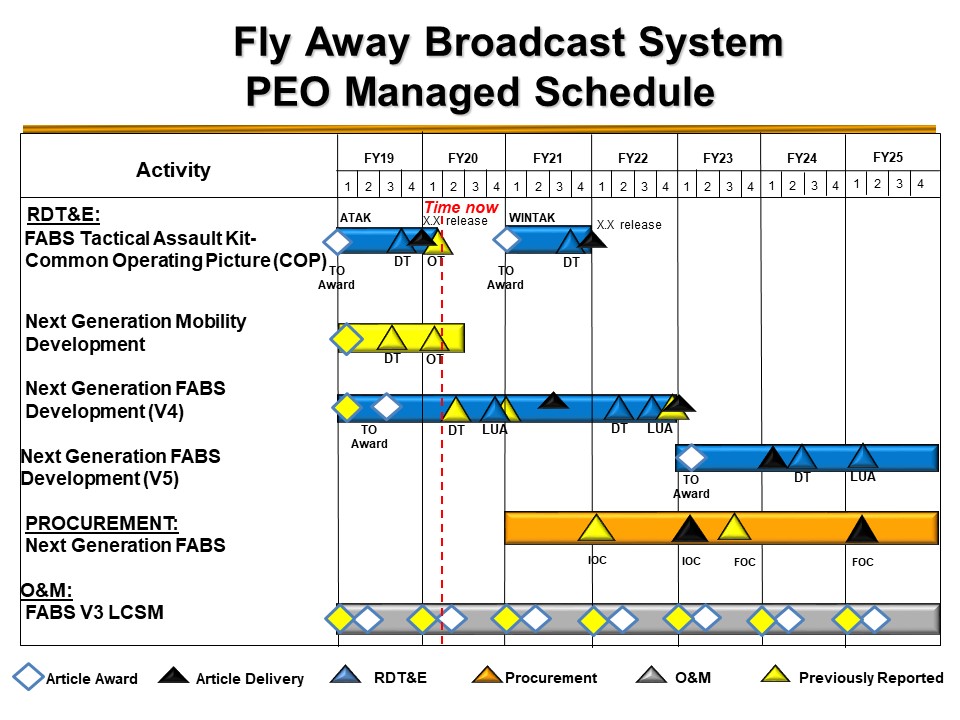 Fly Away Broadcast System
PEO Managed Schedule
Activity
FY19 FY20 FY21 FY22 FY23 FY24 FY25
1 2 3 4 1 2 3 4 1 2 3 4 1 2 3 4 1 2 3 4 1 2 3 4 1 2 3 4
RDT&E:
Time now
ATAK X.X release WINTAK X.X release
FABS Tactical Assault Kit-
Common Operating Picture (COP)
DT OT DT
TO
Award
TO
Award
Next Generation Mobility
Development
DT OT
Next Generation FABS
Development (V4)
TO
Award
DT LUA DT LUA
Next Generation FABS
Development (V5)
TO
Award
DT LUA
PROCUREMENT:
Next Generation FABS
IOC IOC FOC FOC
O&M:
FABS V3 LCSM
Article Award Article Delivery RDT&E Procurement O&M Previously Reported